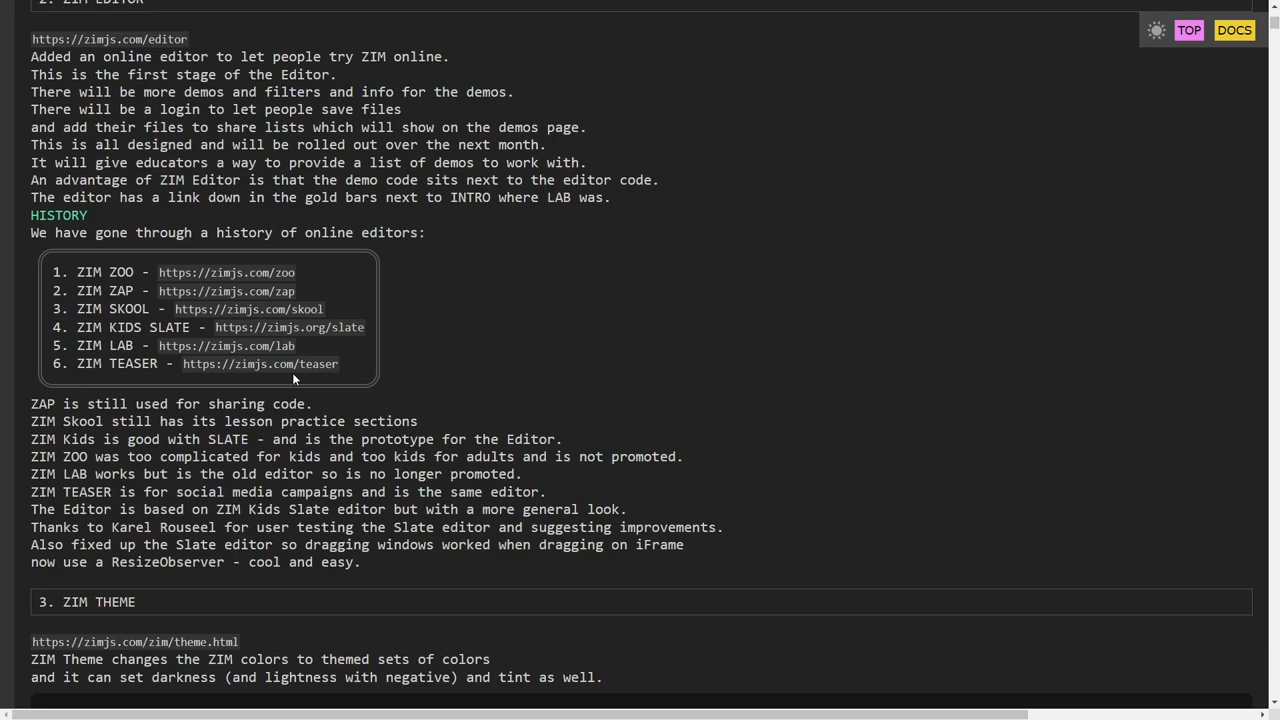 2. ZIM EDITOR
TOP
DOCS
https://zimjs.com/editor
Added an online editor to let people try ZIM online.
This is the first stage of the Editor.
There will be more demos and filters and info for the demos.
There will be a login to let people save files
and add their files to share lists which will show on the demos page.
This is all designed and will be rolled out over the next month.
It will give educators a way to provide a list of demos to work with.
An advantage of ZIM Editor is that the demo code sits next to the editor code.
The editor has a link down in the gold bars next to INTRO where LAB was.
HISTORY
We have gone through a history of online editors:
1. ZIM ZOO - https://zimjs.com/zoo
2. ZIM ZAP - https://zimjs.com/zap
3. ZIM SKOOL - https://zimjs.com/skool
4. ZIM KIDS SLATE - https://zimjs.org/slate
5. ZIM LAB - https://zimjs.com/lab
6. ZIM TEASER - https://zimjs.com/teaser
ZAP is still used for sharing code.
ZIM Skool still has its lesson practice sections
ZIM Kids is good with SLATE - and is the prototype for the Editor.
ZIM ZOO was too complicated for kids and too kids for adults and is not promoted.
ZIM LAB works but is the old editor so is no longer promoted.
ZIM TEASER is for social media campaigns and is the same editor.
The Editor is based on ZIM Kids Slate editor but with a more general look.
Thanks to Karel Rouseel for user testing the Slate editor and suggesting improvements.
Also fixed up the Slate editor so dragging windows worked when dragging on iFrame
now use a ResizeObserver - cool and easy.
3. ZIM THEME
https://zimjs.com/zim/theme.html
ZIM Theme changes the ZIM colors to themed sets of colors
and it can set darkness (and lightness with negative) and tint as well.